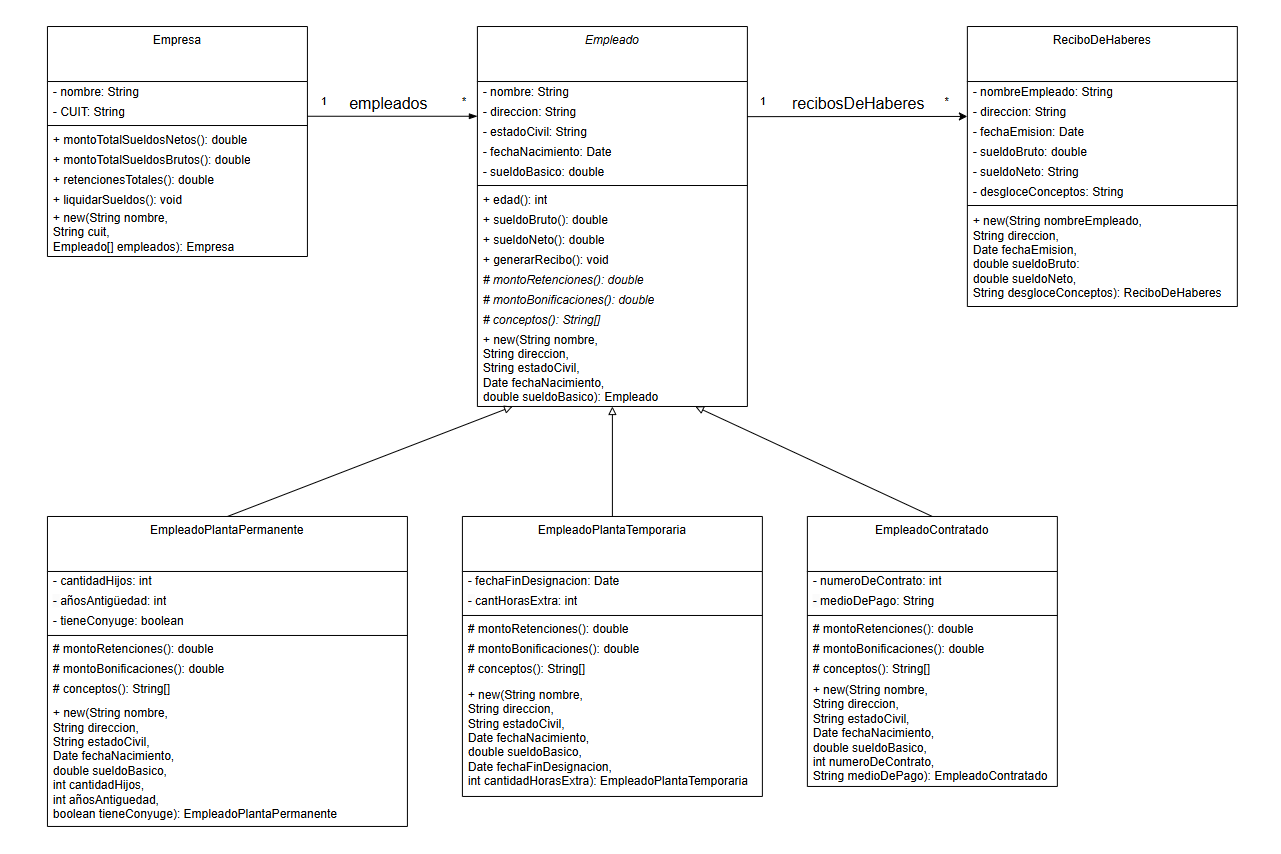 Empresa
- nombre: String
- CUIT: String
+ montoTotalSueldosNetos(): double
+ montoTotalSueldosBrutos(): double
+ retencionesTotales(): double
+ liquidarSueldos(): void
+ new(String nombre,
String cuit,
Empleado[] empleados): Empresa
1 empleados *
Empleado
- nombre: String
- direccion: String
- estadoCivil: String
- fechaNacimiento: Date
- sueldoBasico: double
+ edad(): int
+ sueldoBruto(): double
+ sueldoNeto(): double
+ generarRecibo(): void
# montoRetenciones(): double
# montoBonificaciones(): double
# conceptos(): String[]
+ new(String nombre,
String direccion,
String estadoCivil,
Date fechaNacimiento,
double sueldoBasico): Empleado
1 recibosDeHaberes *
ReciboDeHaberes
- nombreEmpleado: String
- direccion: String
- fechaEmision: Date
- sueldoBruto: double
- sueldoNeto: String
- desgloceConceptos: String
+ new(String nombreEmpleado,
String direccion,
Date fechaEmision,
double sueldoBruto:
double sueldoNeto,
String desgloceConceptos): ReciboDeHaberes
EmpleadoPlantaPermanente
- cantidadHijos: int
- añosAntigüedad: int
- tieneConyuge: boolean
# montoRetenciones(): double
# montoBonificaciones(): double
# conceptos(): String[]
+ new(String nombre,
String direccion,
String estadoCivil,
Date fechaNacimiento,
double sueldoBasico,
int cantidadHijos,
int añosAntiguedad,
boolean tieneConyuge): EmpleadoPlantaPermanente
EmpleadoPlantaTemporaria
- fechaFinDesignacion: Date
- cantHorasExtra: int
# montoRetenciones(): double
# montoBonificaciones(): double
# conceptos(): String[]
+ new(String nombre,
String direccion,
String estadoCivil,
Date fechaNacimiento,
double sueldoBasico,
Date fechaFinDesignacion,
int cantidadHorasExtra): EmpleadoPlantaTemporaria
EmpleadoContratado
- numeroDeContrato: int
- medioDePago: String
# montoRetenciones(): double
# montoBonificaciones(): double
# conceptos(): String[]
+ new(String nombre,
String direccion,
String estadoCivil,
Date fechaNacimiento,
double sueldoBasico,
int numeroDeContrato,
String medioDePago): EmpleadoContratado